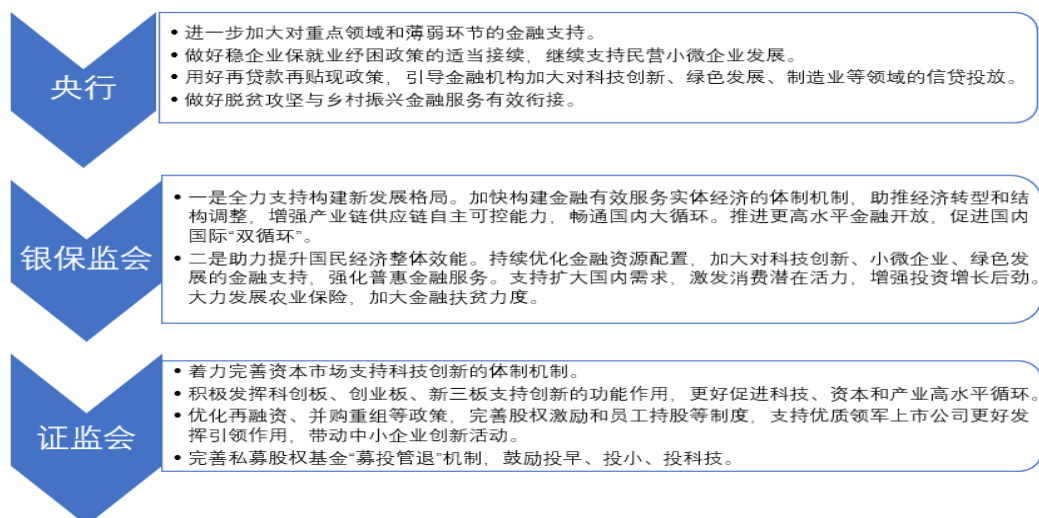 央行
• 进一步加大对重点领域和薄弱环节的金融支持。
• 做好稳企业保就业纾困政策的适当接续，继续支持民营小微企业发展。
• 用好再贷款再贴现政策，引导金融机构加大对科技创新、绿色发展、制造业等领域的信贷投放。
• 做好脱贫攻坚与乡村振兴金融服务有效衔接。
银保监会
• 一是全力支持构建新发展格局。加快构建金融有效服务实体经济的体制机制，助推经济转型和结
构调整，增强产业链供应链自主可控能力，畅通国内大循环。推进更高水平金融开放，促进国内
国际“双循环”。
• 二是助力提升国民经济整体效能。持续优化金融资源配置，加大对科技创新、小微企业、绿色发
展的金融支持，强化普惠金融服务。支持扩大国内需求，激发消费潜在活力，增强投资增长后劲。
大力发展农业保险，加大金融扶贫力度。
证监会
• 着力完善资本市场支持科技创新的体制机制。
• 积极发挥科创板、创业板、新三板支持创新的功能作用，更好促进科技、资本和产业高水平循环。
• 优化再融资、并购重组等政策，完善股权激励和员工持股等制度，支持优质领军上市公司更好发
挥引领作用，带动中小企业创新活动。
• 完善私募股权基金“募投管退”机制，鼓励投早、投小、投科技。